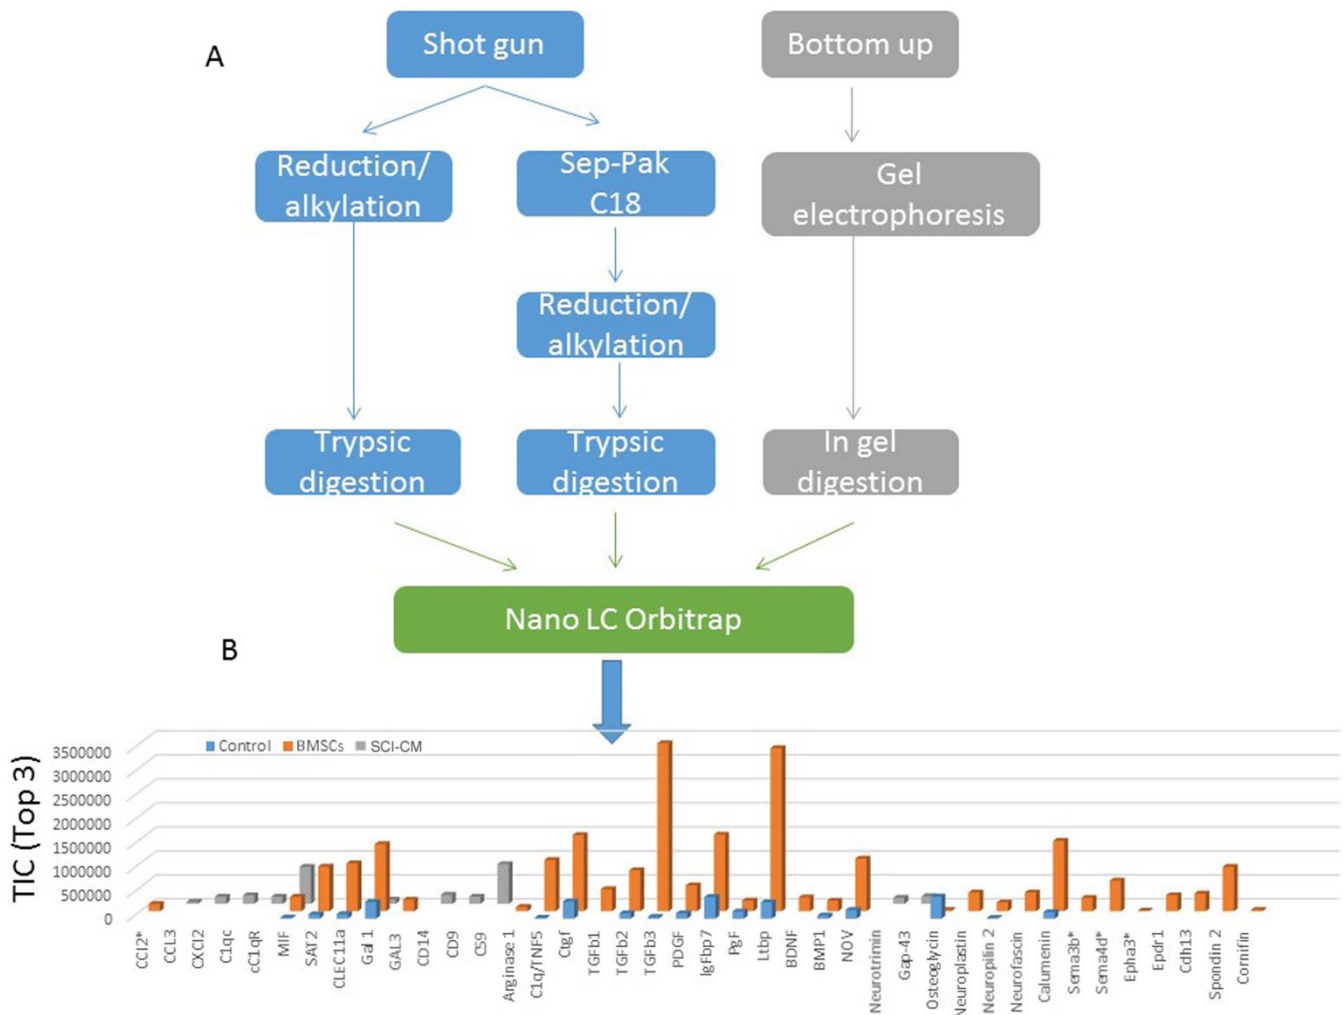 A
Shot gun
Bottom up
Reduction/
alkylation
Sep-Pak
C18
Gel
electrophoresis
Reduction/
alkylation
Trypsic
digestion
Trypsic
digestion
In gel
digestion
Nano LC Orbitrap
B
Control BMSCs SCI-CM
TIC (Top 3)
3500000
3000000
2500000
2000000
1500000
1000000
500000
0
CCl2*
CCL3
CXCl2
C1qc
cC1qR
MIF
SAT2
CLEC11a
Gal 1
GAL3
CD14
CD9
C59
Arginase 1
C1q/TNF5
Ctgf
TGFb1
TGFb2
TGFb3
PDGF
IgFbp7
PgF
Ltbp
BDNF
BMP1
NOV
Neurotrimin
Gap-43
Osteoglycin
Neuroplastin
Neuropilin 2
Neurofascin
Calumenin
Sema3b*
Sema4d*
Epha3*
Epdr1
Cdh13
Spondin 2
Cornifin